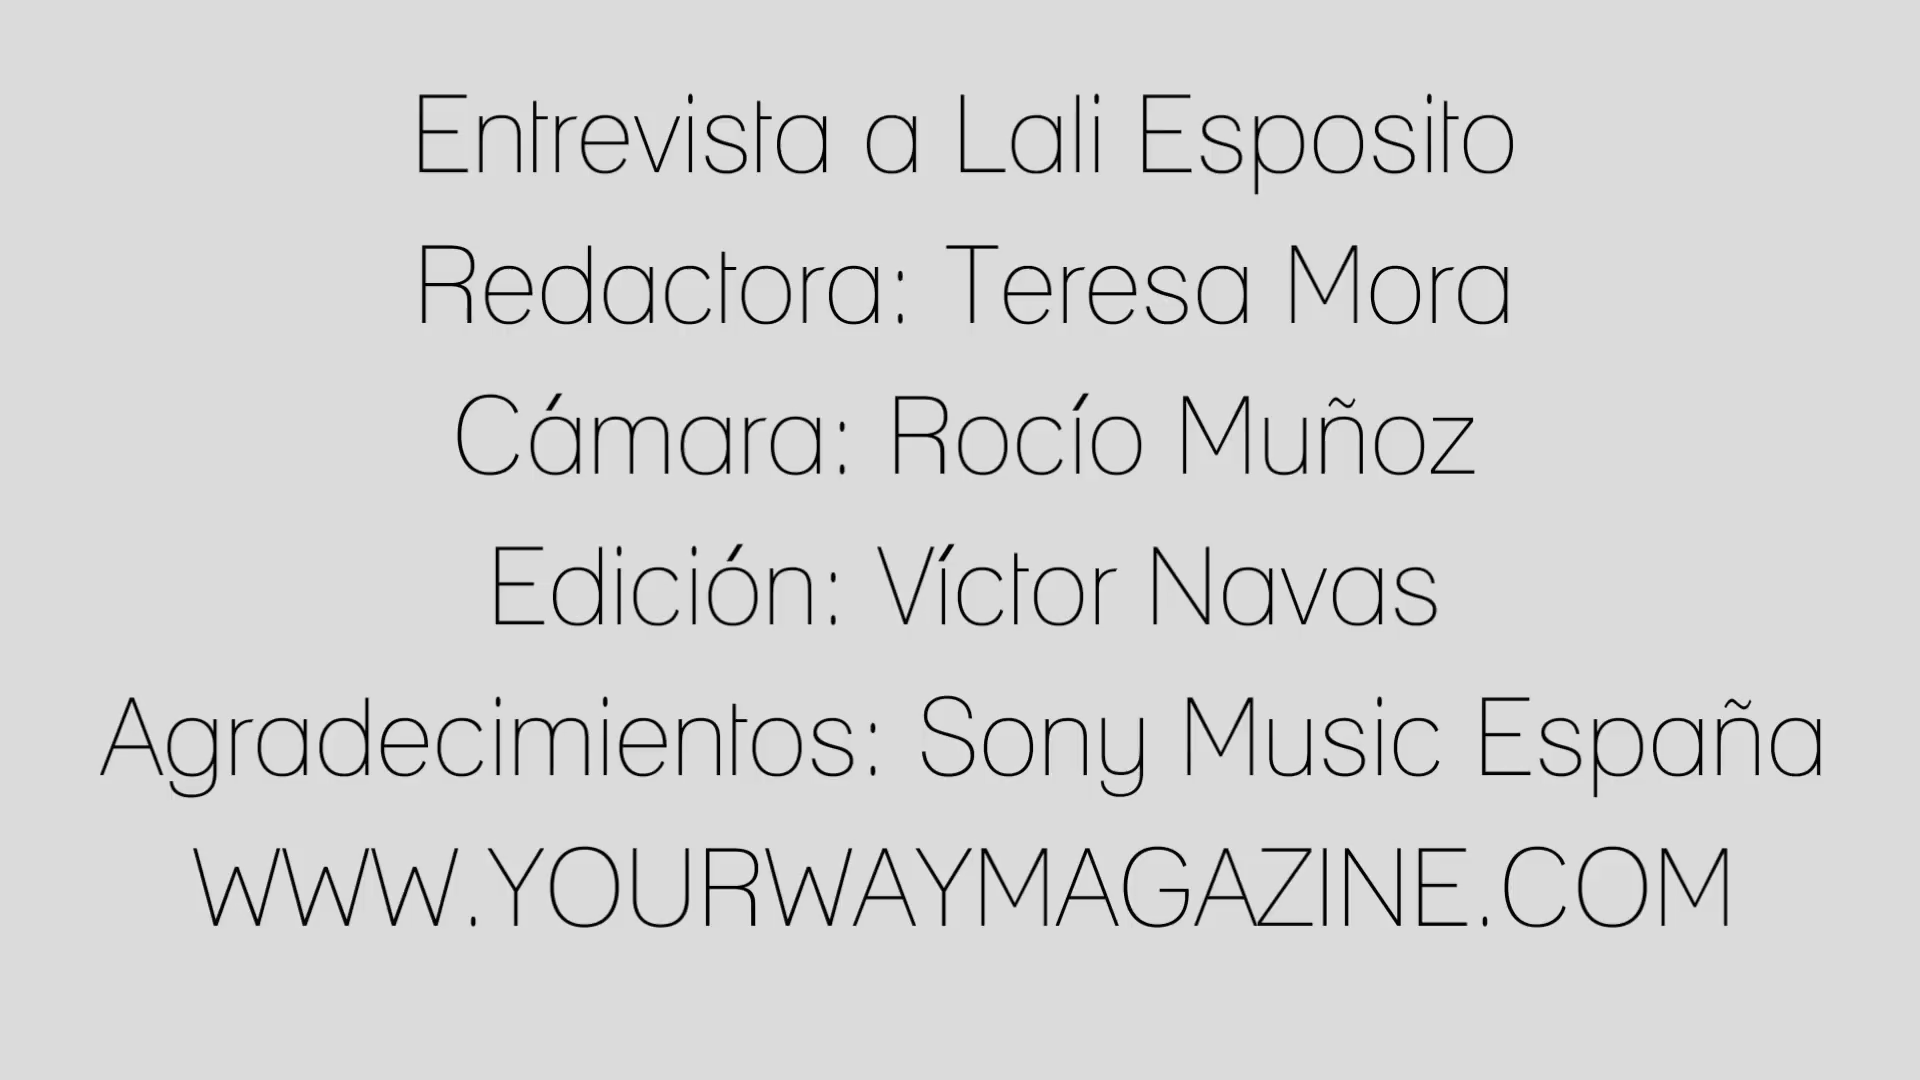 Entrevista a Lali Esposito
Redactora: Teresa Mora
Cámara: Rocío Muñoz
Edición: Víctor Navas
Agradecimientos: Sony Music España
WWW.YOURWAYMAGAZINE.COM